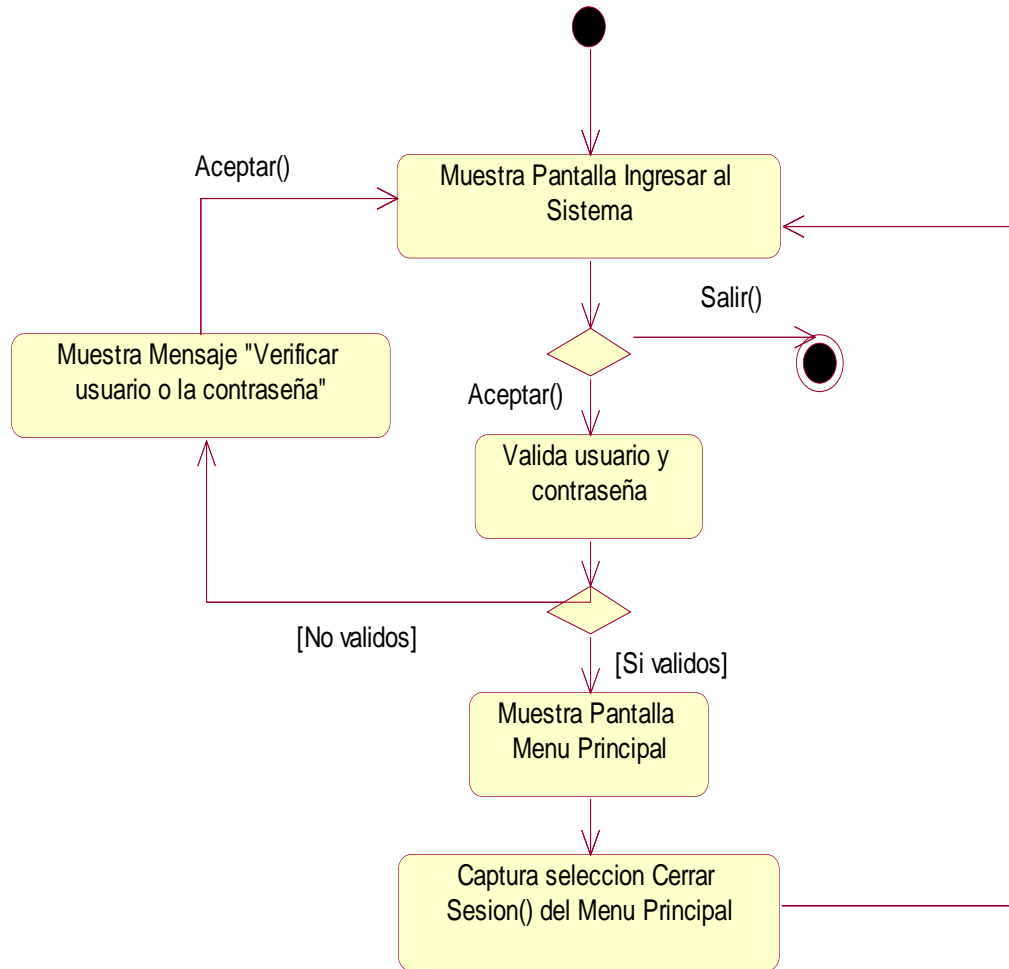 Aceptar()
Muestra Pantalla Ingresar al
Sistema
Salir()
Muestra Mensaje "Verificar
usuario o la contraseña"
Aceptar()
Valida usuario y
contraseña
[No validos]
[Si validos]
Muestra Pantalla
Menu Principal
Captura seleccion Cerrar
Sesion() del Menu Principal